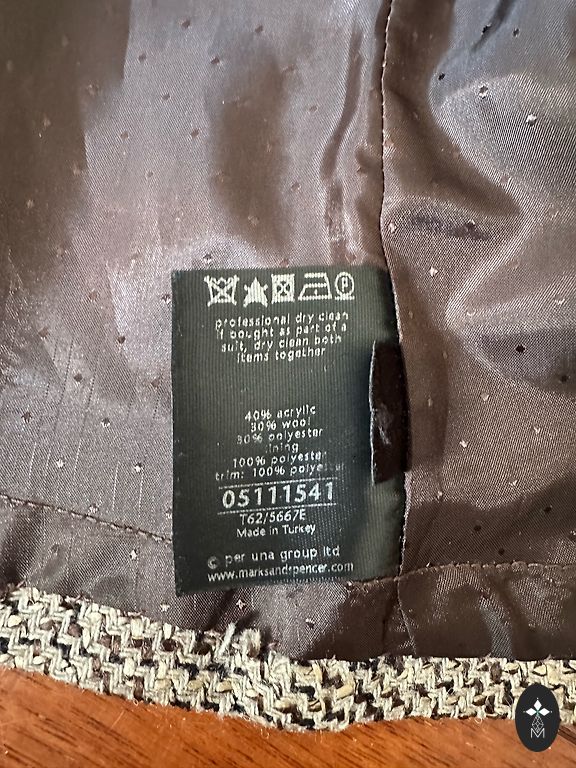 professional dry clean
if bought as part of a
suit, dry clean both
items together
40% acrylic
30% wool
30% polyester
lining
100% polyester
trim: 100% polyester
05111541
T62/5667E
Made in Turkey
© per una group ltd
www.marksandspencer.com
P
M